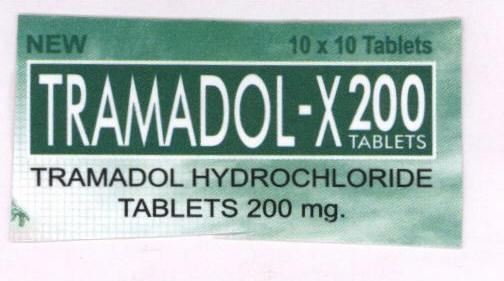 NEW 10 x 10 Tablets
TRAMADOL-X 200
TABLETS
TRAMADOL HYDROCHLORIDE
TABLETS 200 mg.